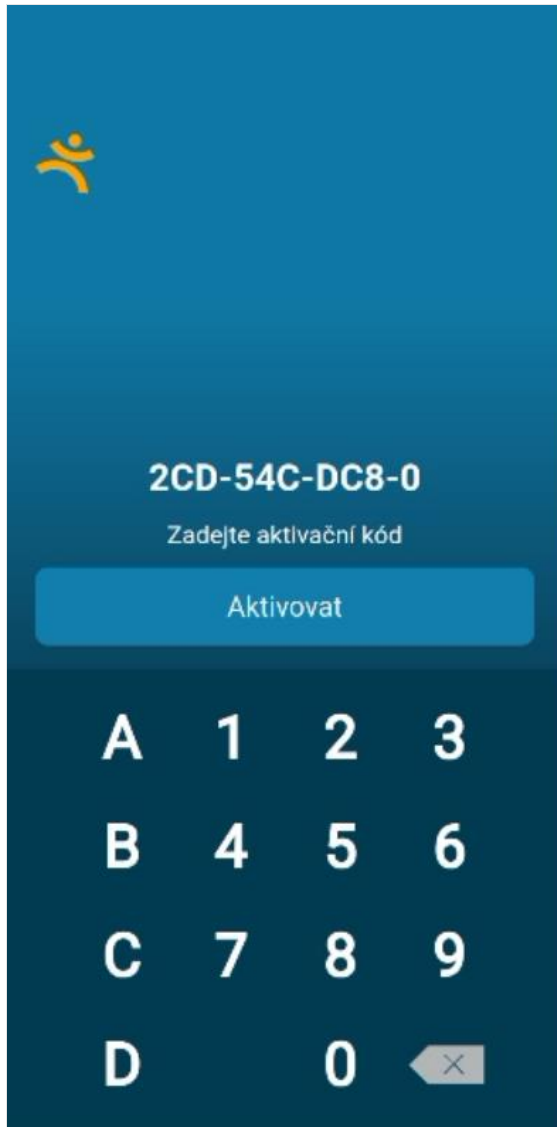 2CD-54C-DC8-0
Zadejte aktivační kód
Aktivovat
A 1 2 3
B 4 5 6
C 7 8 9
D 0